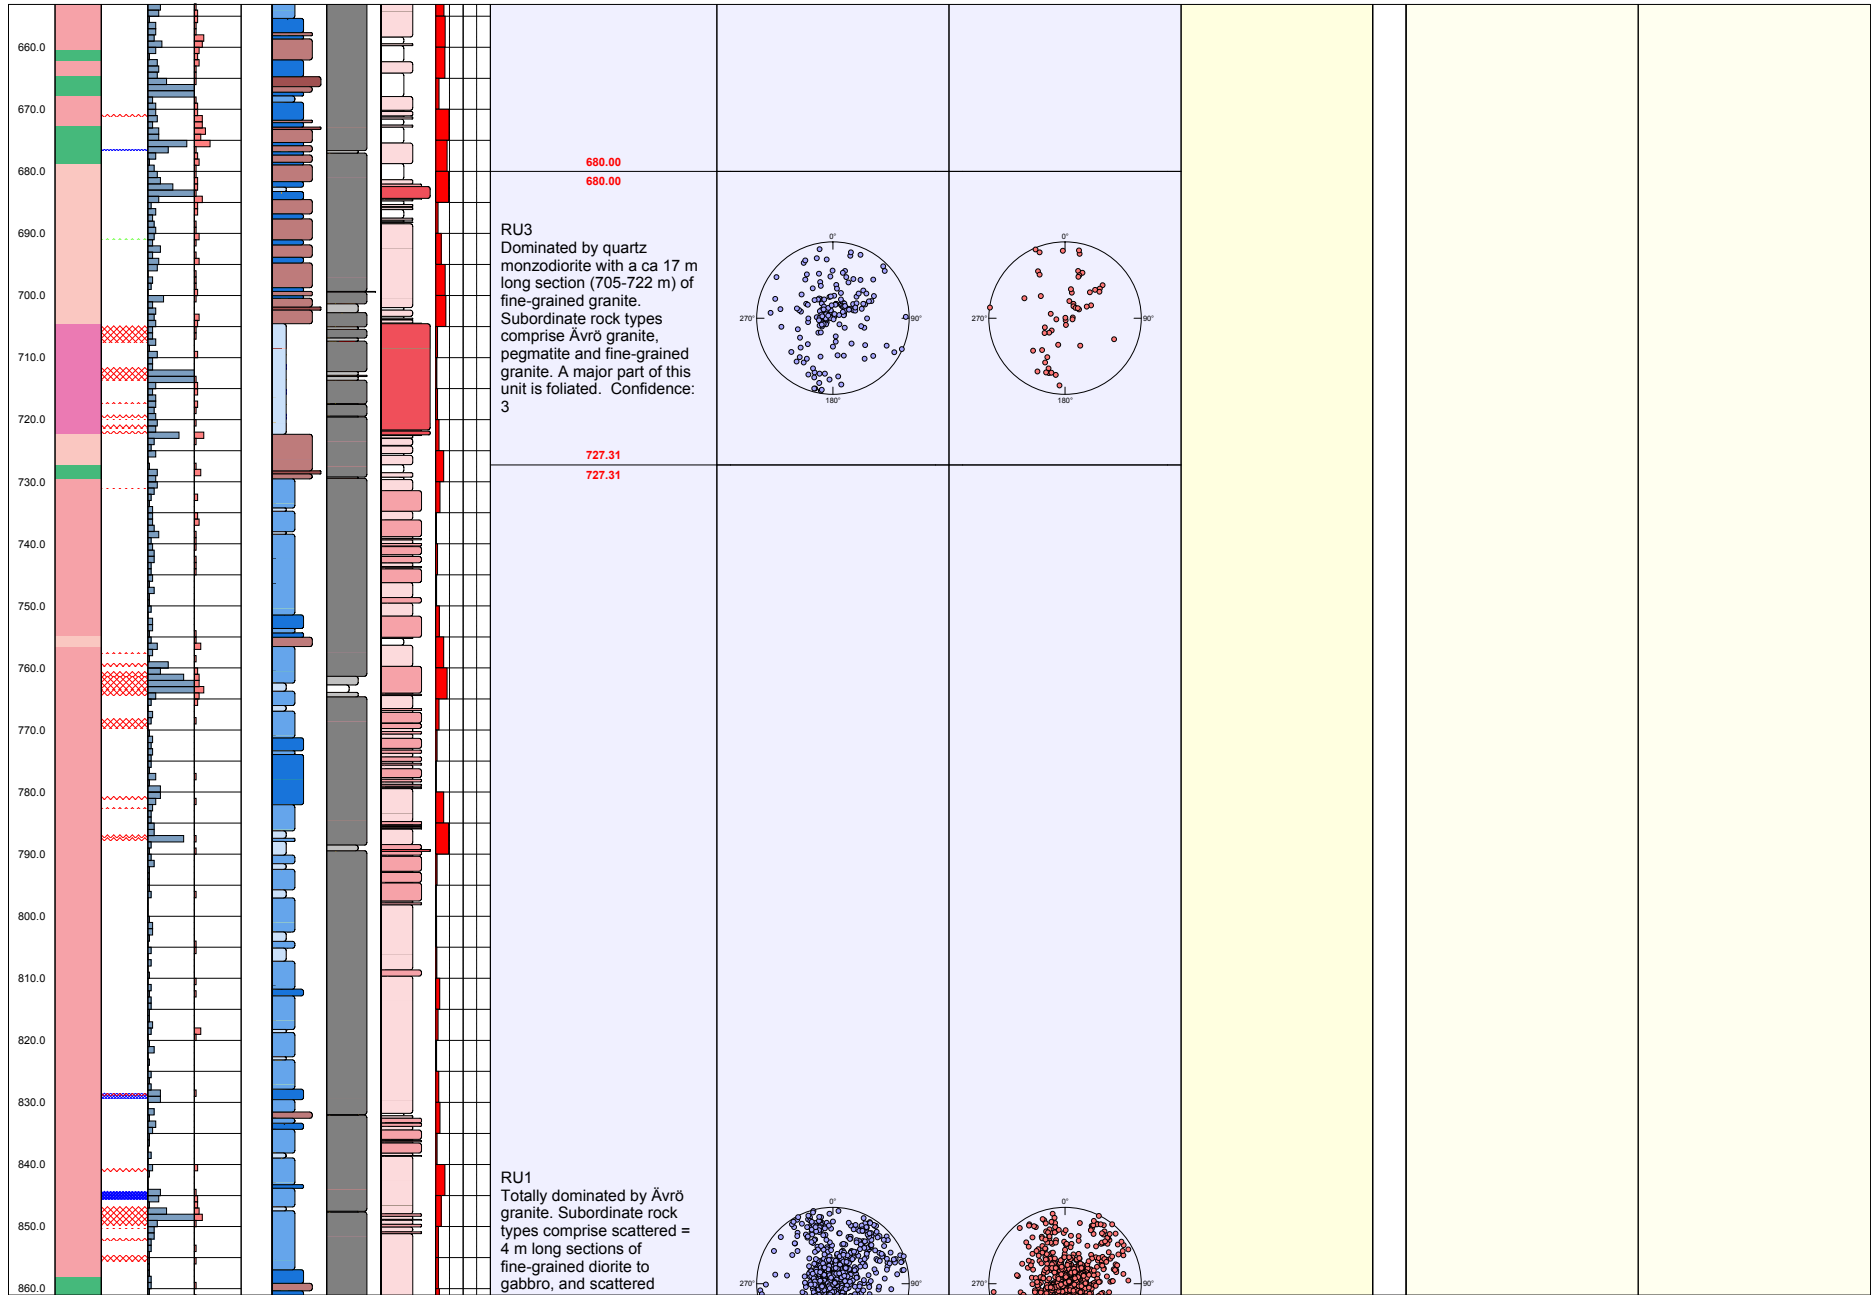 660.0
670.0
680.0
690.0
700.0
710.0
720.0
730.0
740.0
750.0
760.0
770.0
780.0
790.0
800.0
810.0
820.0
830.0
840.0
850.0
860.0
680.00
680.00
RU3
Dominated by quartz
monzodiorite with a ca 17 m
long section (705-722 m) of
fine-grained granite.
Subordinate rock types
comprise Ävrö granite,
pegmatite and fine-grained
granite. A major part of this
unit is foliated.  Confidence:
3
0°
90°
180°
270°
0°
90°
180°
270°
727.31
727.31
RU1
Totally dominated by Ävrö
granite. Subordinate rock
types comprise scattered =
4 m long sections of
fine-grained diorite to
gabbro, and scattered
0°
90°
270°
0°
90°
270°